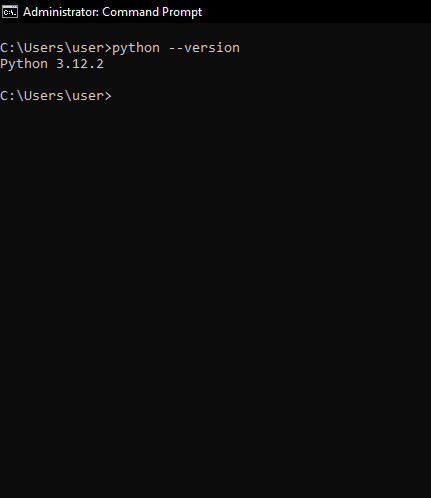 Administrator: Command Prompt
C:\Users\user>python --version
Python 3.12.2
C:\Users\user>